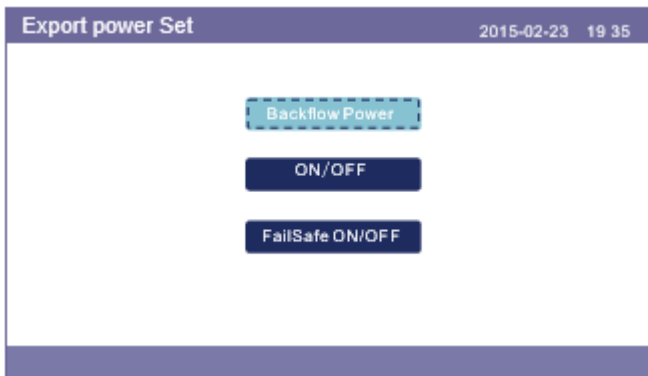 Export power Set
2015-02-23 19 35
Backflow Power
ON/OFF
FailSafe ON/OFF